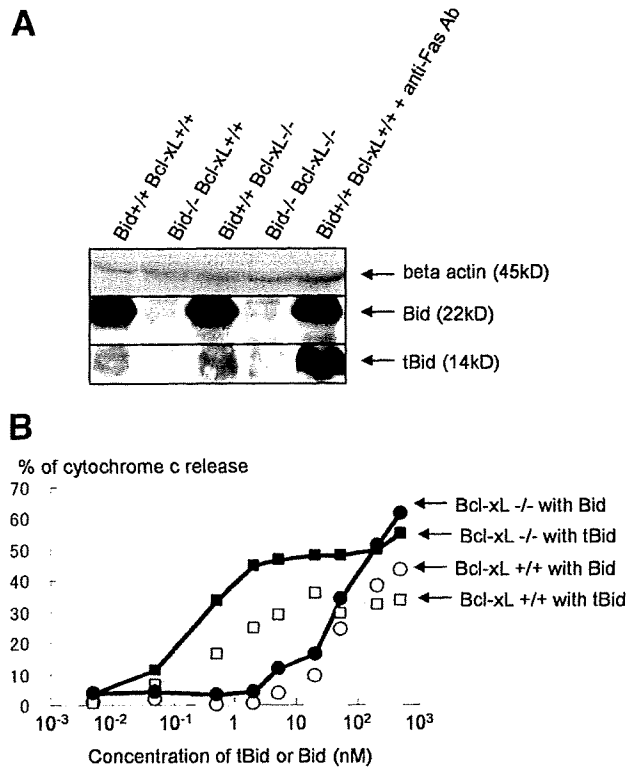 A
Bid+/+ Bcl-xL+/+
Bid-/- Bcl-xL+/+
Bid+/+ Bcl-xL-/-
Bid-/- Bcl-xL-/-
Bid+/+ Bcl-xL+/+ + anti-Fas Ab
beta actin (45kD)
Bid (22kD)
tBid (14kD)
B
% of cytochrome c release
70
60
50
40
30
20
10
0
Bcl-xL -/- with Bid
Bcl-xL -/- with tBid
Bcl-xL +/+ with Bid
Bcl-xL +/+ with tBid
10-3 10-2 10-1 1 10 102 103
Concentration of tBid or Bid (nM)